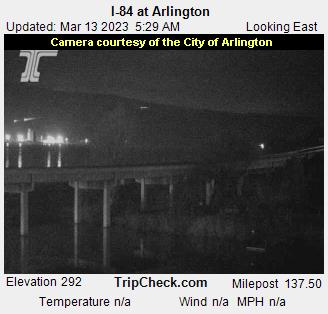 I-84 at Arlington
Updated: Mar 13 2023 5:29 AM Looking East
Camera courtesy of the City of Arlington
Elevation 292 TripCheck.com Milepost 137.50
Temperature n/a Wind n/a MPH n/a